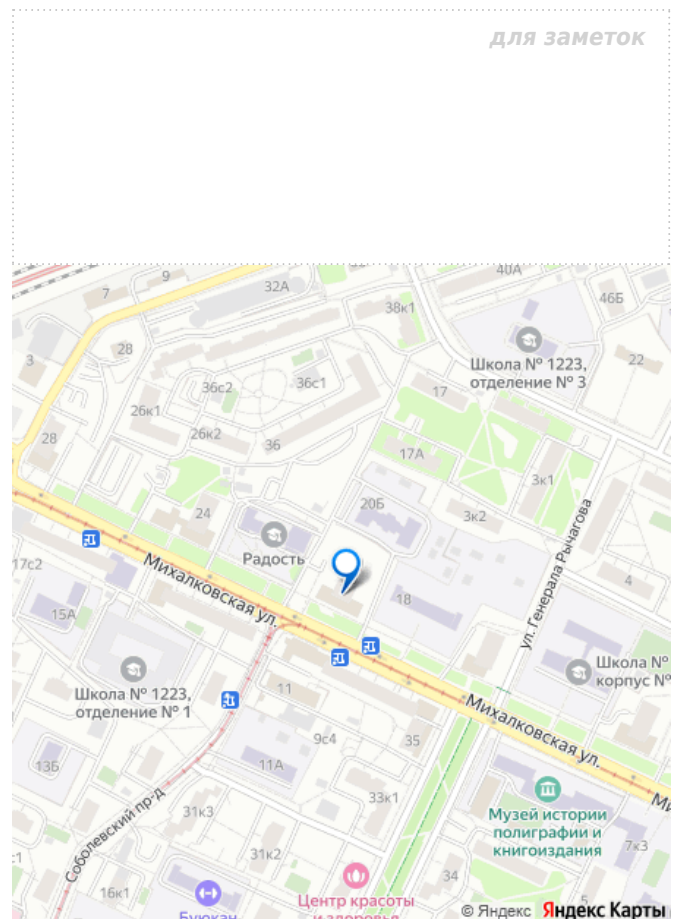 для заметок
40А
9
32А
7
46Б
38к1
Школа № 1223,
отделение № 3
28
22
3
36с2
36с1
17
26к1
26к2
36
28
17А
3к1
20Б
24
3к2
Радость
ул. Генерала Рычагова
17с2
Михалковская ул.
4
18
15А
Школа № 1223,
отделение № 1
Школа №
корпус №
11
Михалковская ул.
9с4
35
13Б
11А
33к1
Музей истории
полиграфии и
книгоиздания
31к3
Соболевский пр-д
7к3
31к2
34
16к1
Центр красоты
и здоровья
5
Буюкан
© Яндекс Яндекс Карты